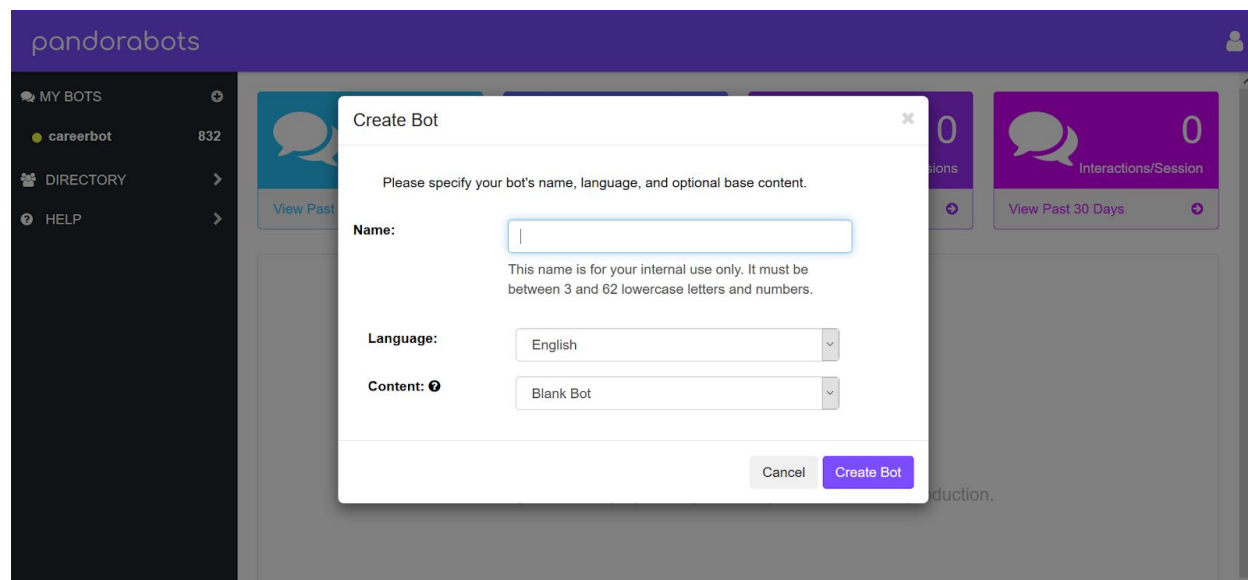 pandorabots
MY BOTS
careerbot 832
DIRECTORY
HELP
0
sions
0
Interactions/Session
View Past
View Past 30 Days
Create Bot
Please specify your bot's name, language, and optional base content.
Name:
This name is for your internal use only. It must be
between 3 and 62 lowercase letters and numbers.
Language: English
Content: Blank Bot
Cancel Create Bot
duction.